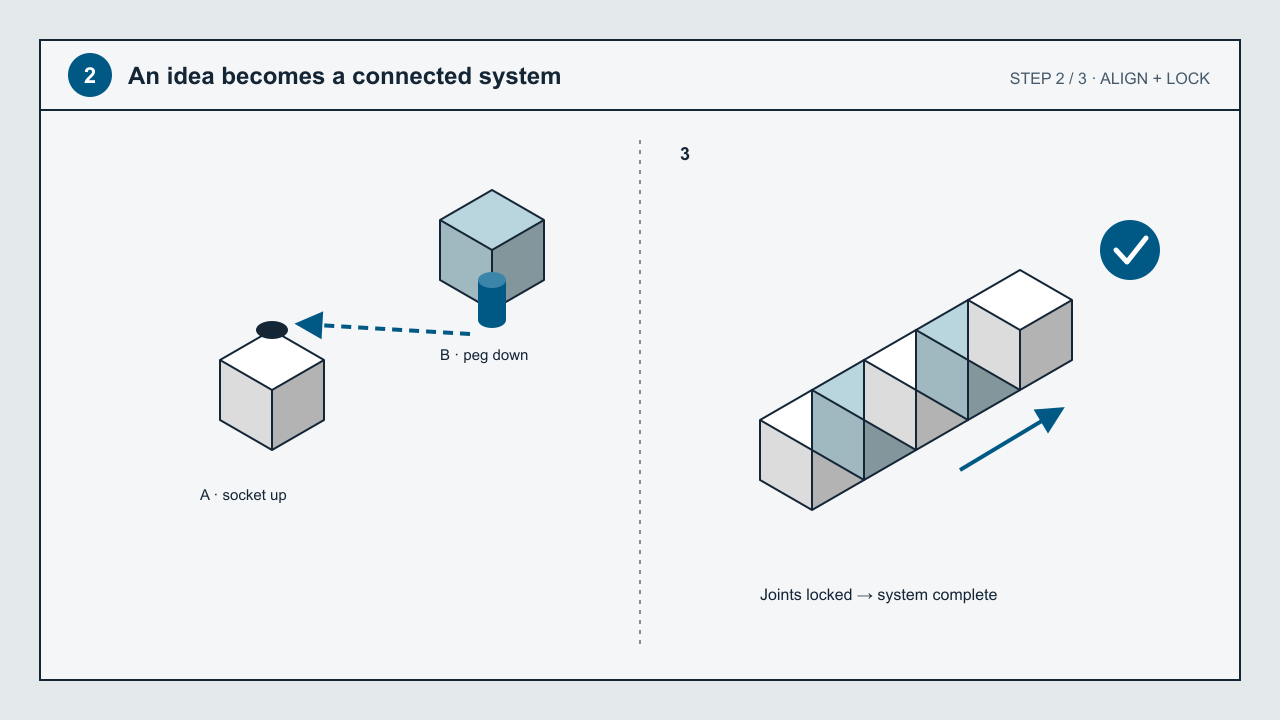 2
An idea becomes a connected system
STEP 2 / 3 · ALIGN + LOCK
B · peg down
A · socket up
3
Joints locked → system complete